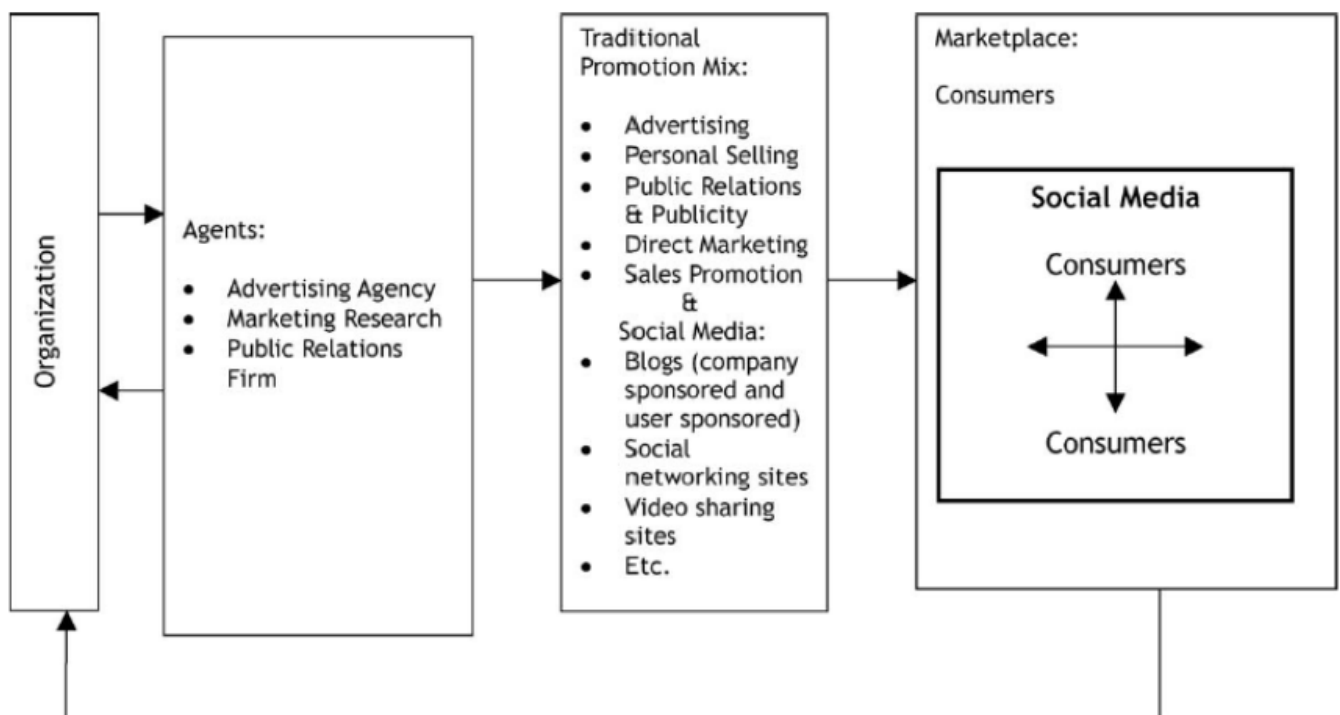 Organization
Agents:
• Advertising Agency
• Marketing Research
• Public Relations
Firm
Traditional
Promotion Mix:
• Advertising
• Personal Selling
• Public Relations
& Publicity
• Direct Marketing
• Sales Promotion
&
Social Media:
• Blogs (company
sponsored and
user sponsored)
• Social
networking sites
• Video sharing
sites
• Etc.
Marketplace:
Consumers
Social Media
Consumers
Consumers